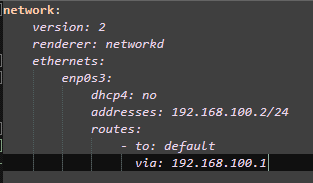 network:
    version: 2
    renderer: networkd
    ethernets:
        enp0s3:
            dhcp4: no
            addresses: 192.168.100.2/24
            routes:
                - to: default
                  via: 192.168.100.1